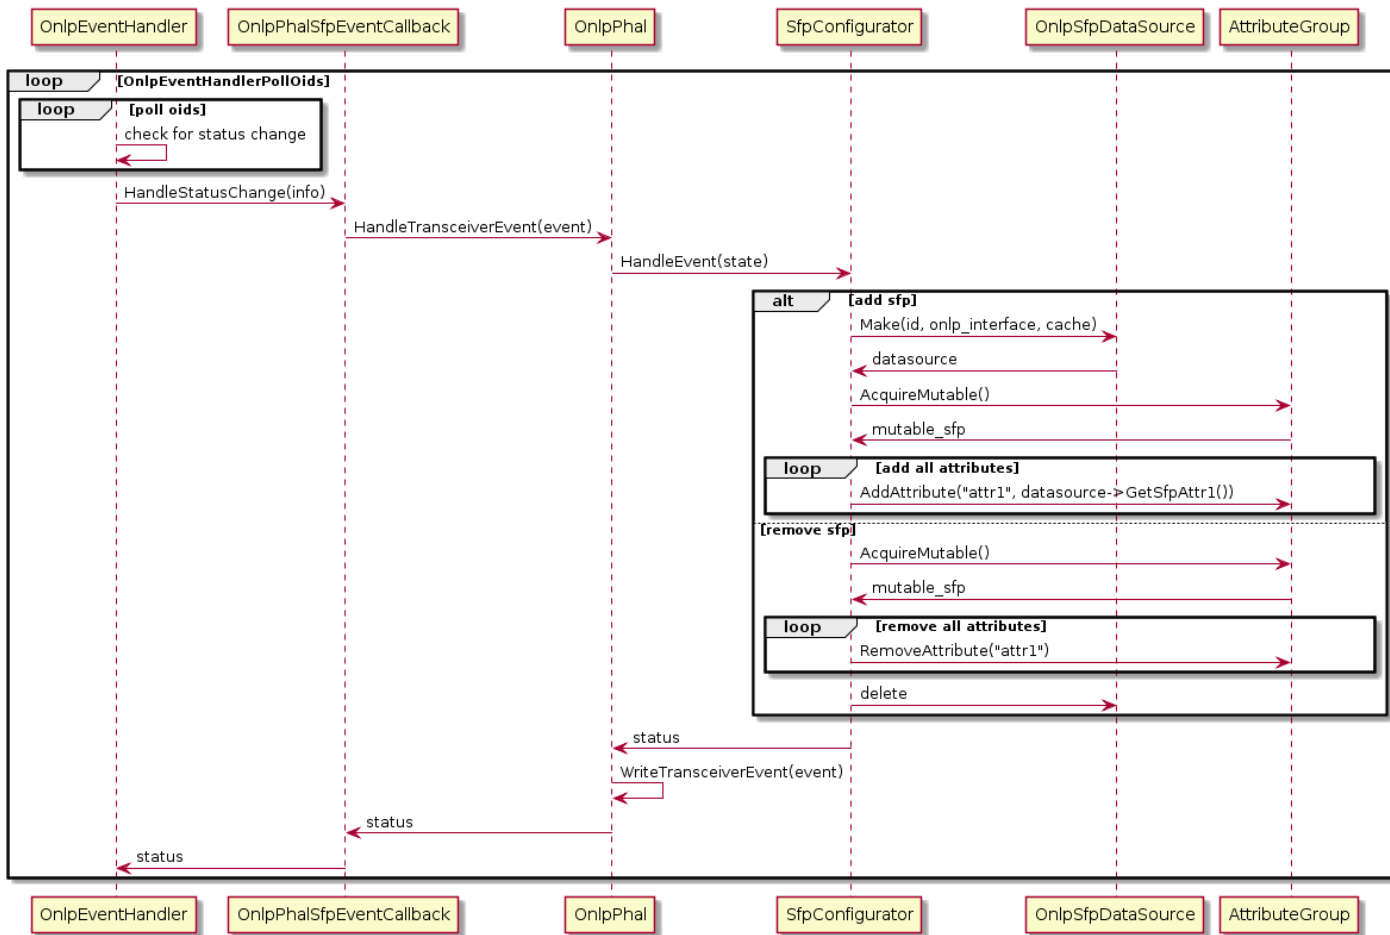 OnlpEventHandler OnlpPhalSfpEventCallback OnlpPhal SfpConfigurator OnlpSfpDataSource AttributeGroup
loop [OnlpEventHandlerPollOids]
loop [poll oids]
check for status change
HandleStatusChange(info)
HandleTransceiverEvent(event)
HandleEvent(state)
alt [add sfp]
Make(id, onlp_interface, cache)
datasource
AcquireMutable()
mutable_sfp
loop [add all attributes]
AddAttribute("attr1", datasource->GetSfpAttr1())
[remove sfp]
AcquireMutable()
mutable_sfp
loop [remove all attributes]
RemoveAttribute("attr1")
delete
status
WriteTransceiverEvent(event)
status
status
OnlpEventHandler OnlpPhalSfpEventCallback OnlpPhal SfpConfigurator OnlpSfpDataSource AttributeGroup